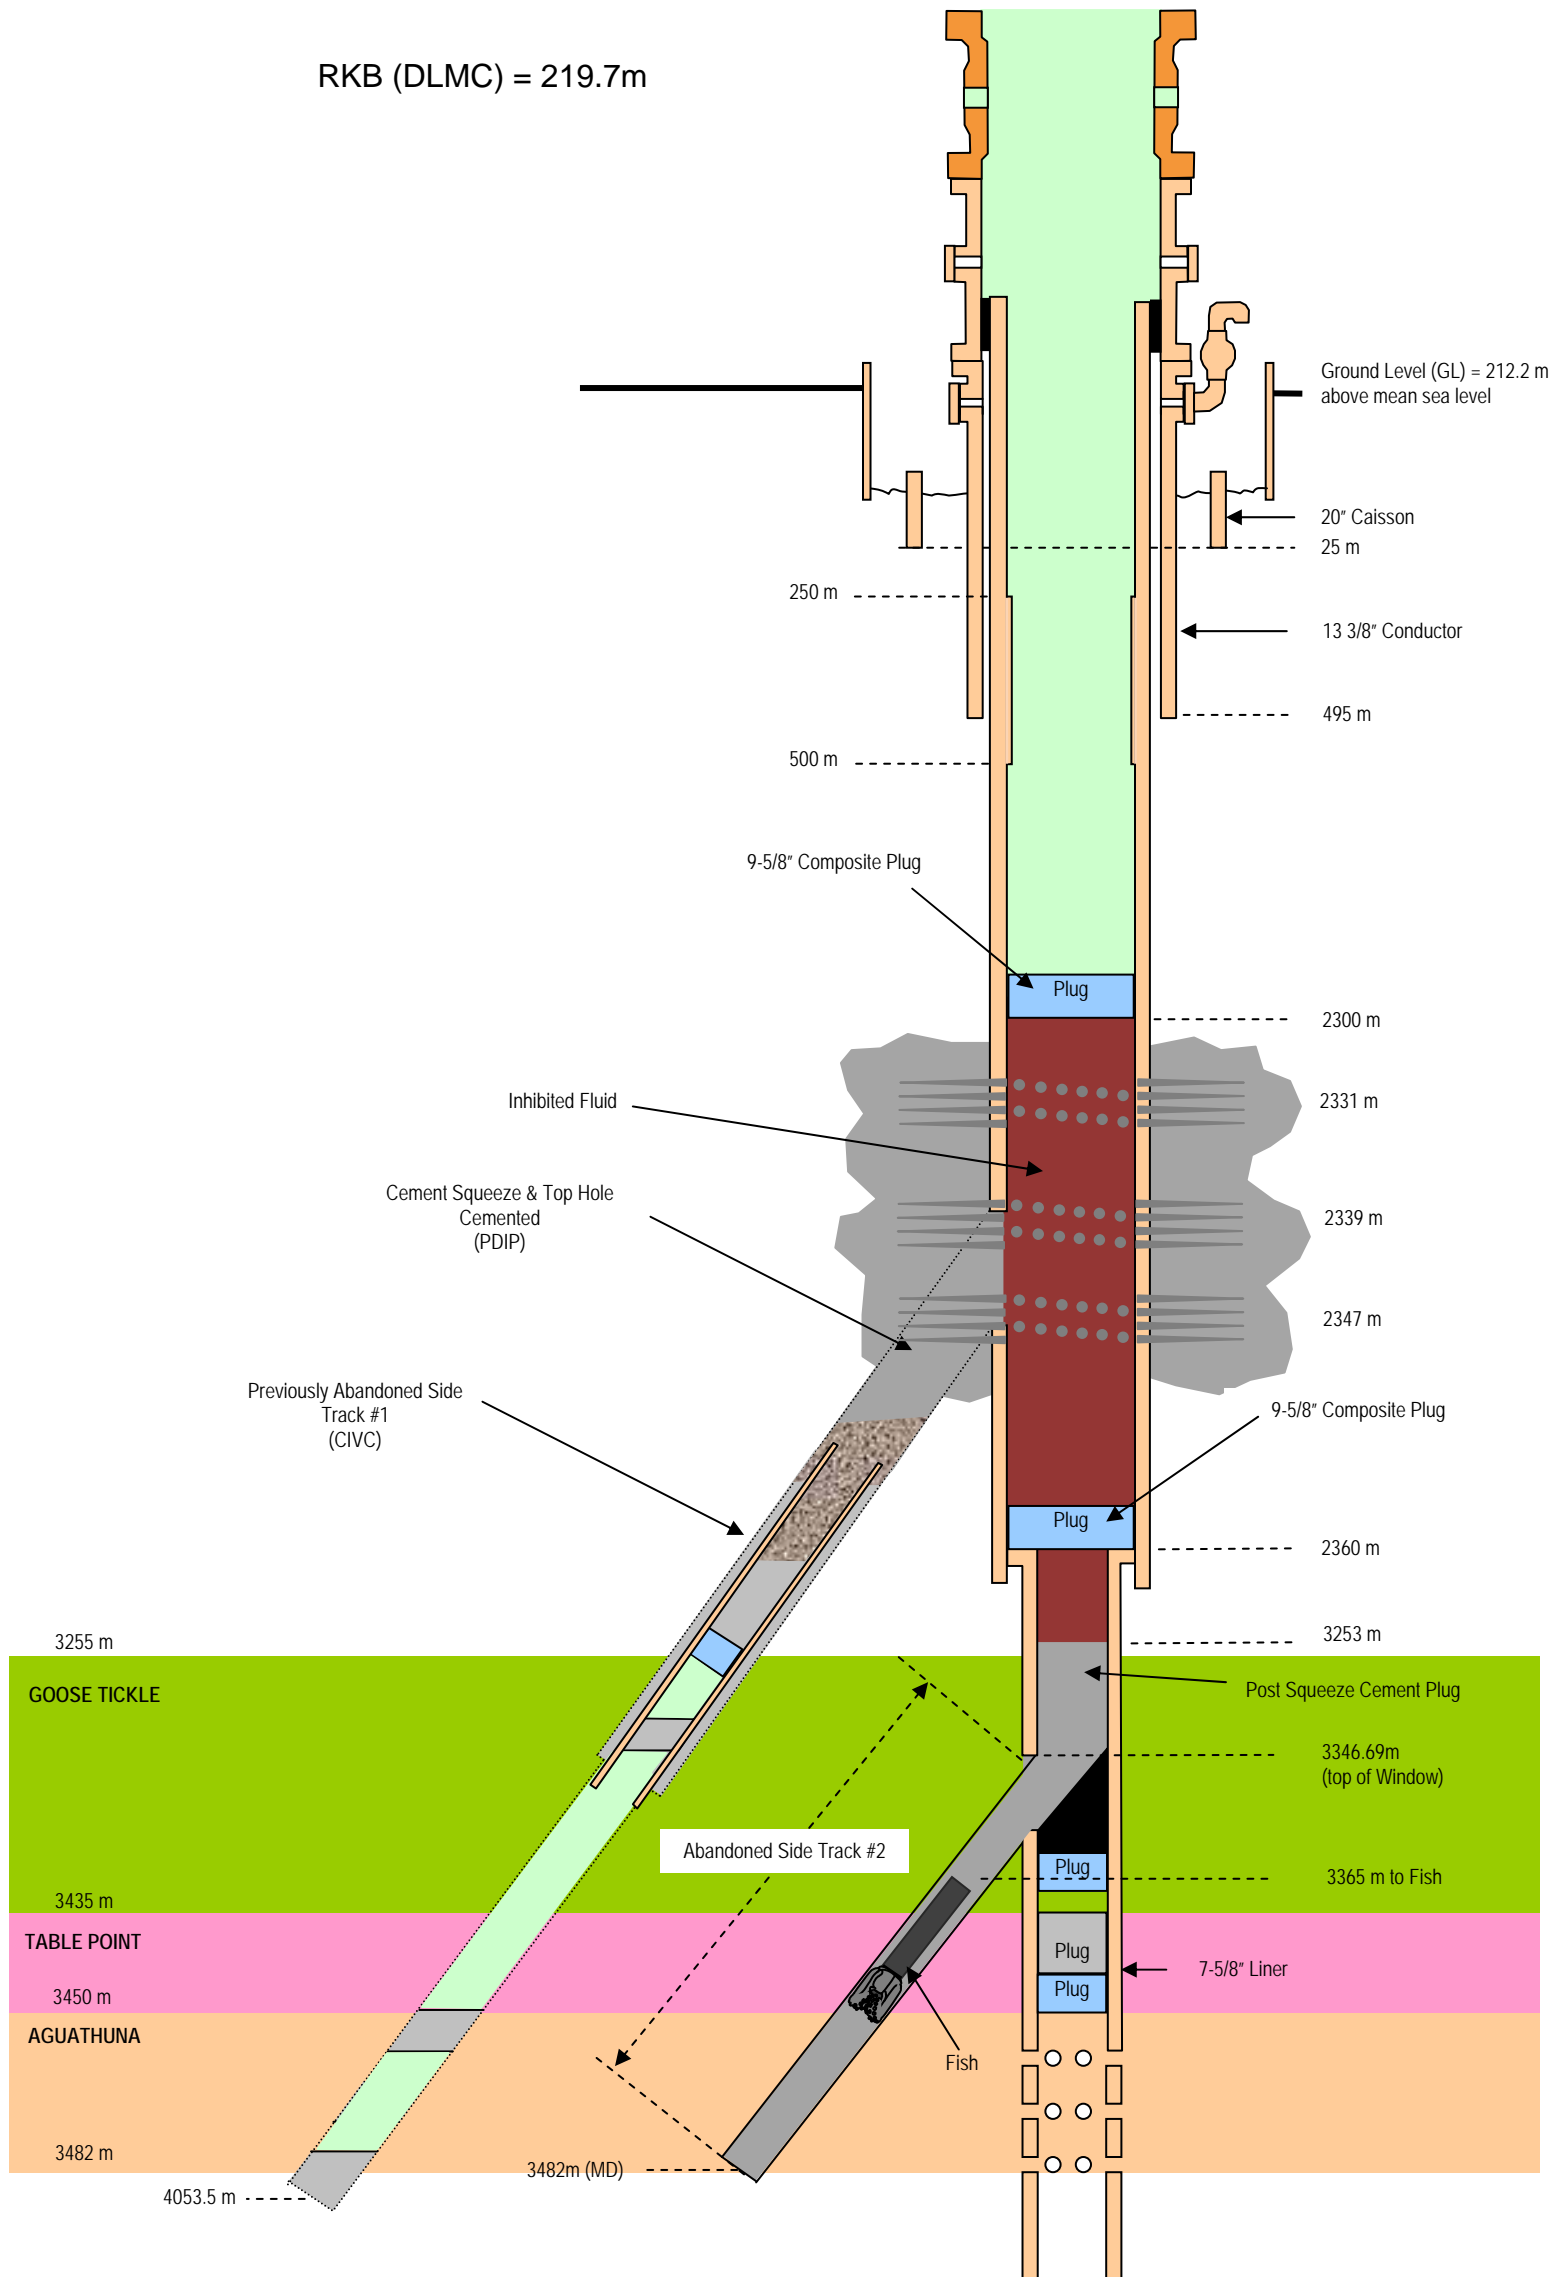 RKB (DLMC) = 219.7m
Ground Level (GL) = 212.2 m
above mean sea level
20" Caisson
25 m
250 m
13 3/8" Conductor
495 m
500 m
9-5/8" Composite Plug
Plug
2300 m
Inhibited Fluid
2331 m
Cement Squeeze & Top Hole
Cemented
(PDIP)
2339 m
2347 m
Previously Abandoned Side
Track #1
(CIVC)
9-5/8" Composite Plug
Plug
2360 m
3255 m
3253 m
GOOSE TICKLE
Post Squeeze Cement Plug
3346.69m
(top of Window)
Abandoned Side Track #2
Plug
3365 m to Fish
3435 m
TABLE POINT
Plug
7-5/8" Liner
Plug
3450 m
AGUATHUNA
Fish
3482 m
3482m (MD)
4053.5 m